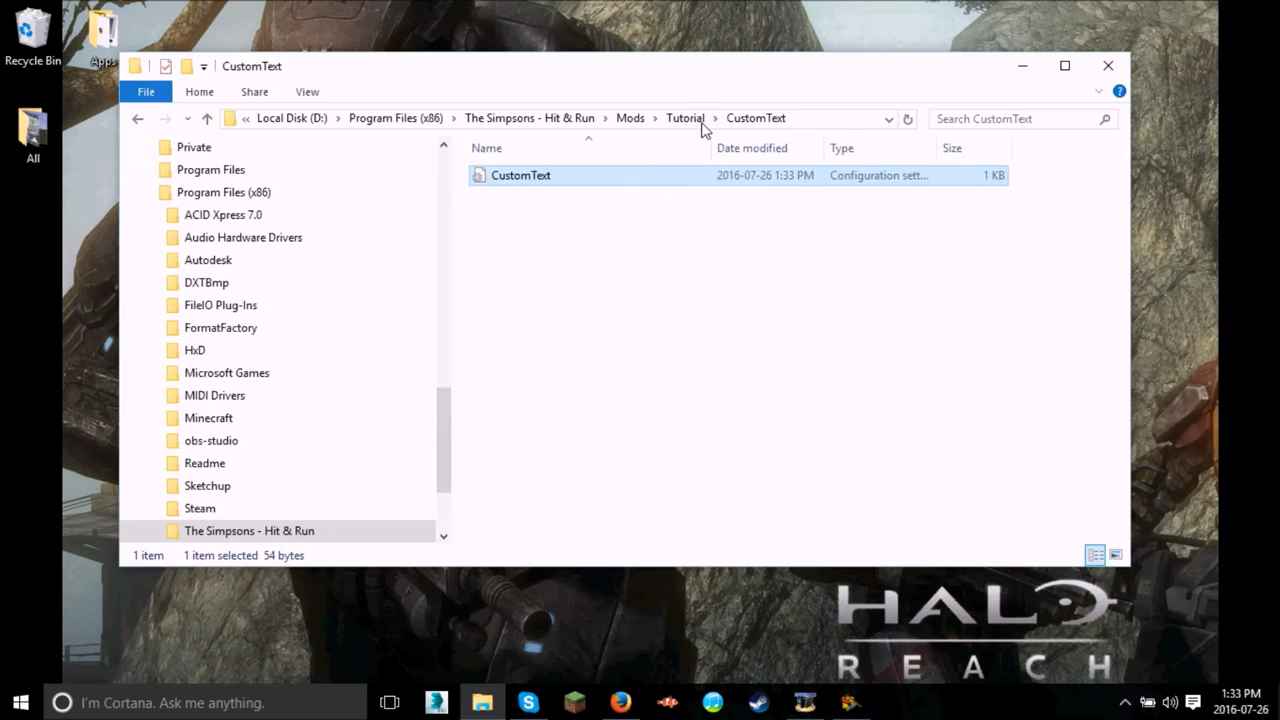 Recycle Bin
Apps
All
CustomText
File
Home
Share
View
« Local Disk (D:) > Program Files (x86) > The Simpsons - Hit & Run > Mods > Tutorial > CustomText
Search CustomText
Private
Program Files
Program Files (x86)
ACID Xpress 7.0
Audio Hardware Drivers
Autodesk
DXTBmp
FileIO Plug-Ins
FormatFactory
HxD
Microsoft Games
MIDI Drivers
Minecraft
obs-studio
Readme
Sketchup
Steam
The Simpsons - Hit & Run
Name
Date modified
Type
Size
CustomText
2016-07-26 1:33 PM
Configuration sett...
1 KB
1 item
1 item selected 54 bytes
HALO
REACH
I'm Cortana. Ask me anything.
1:33 PM
2016-07-26